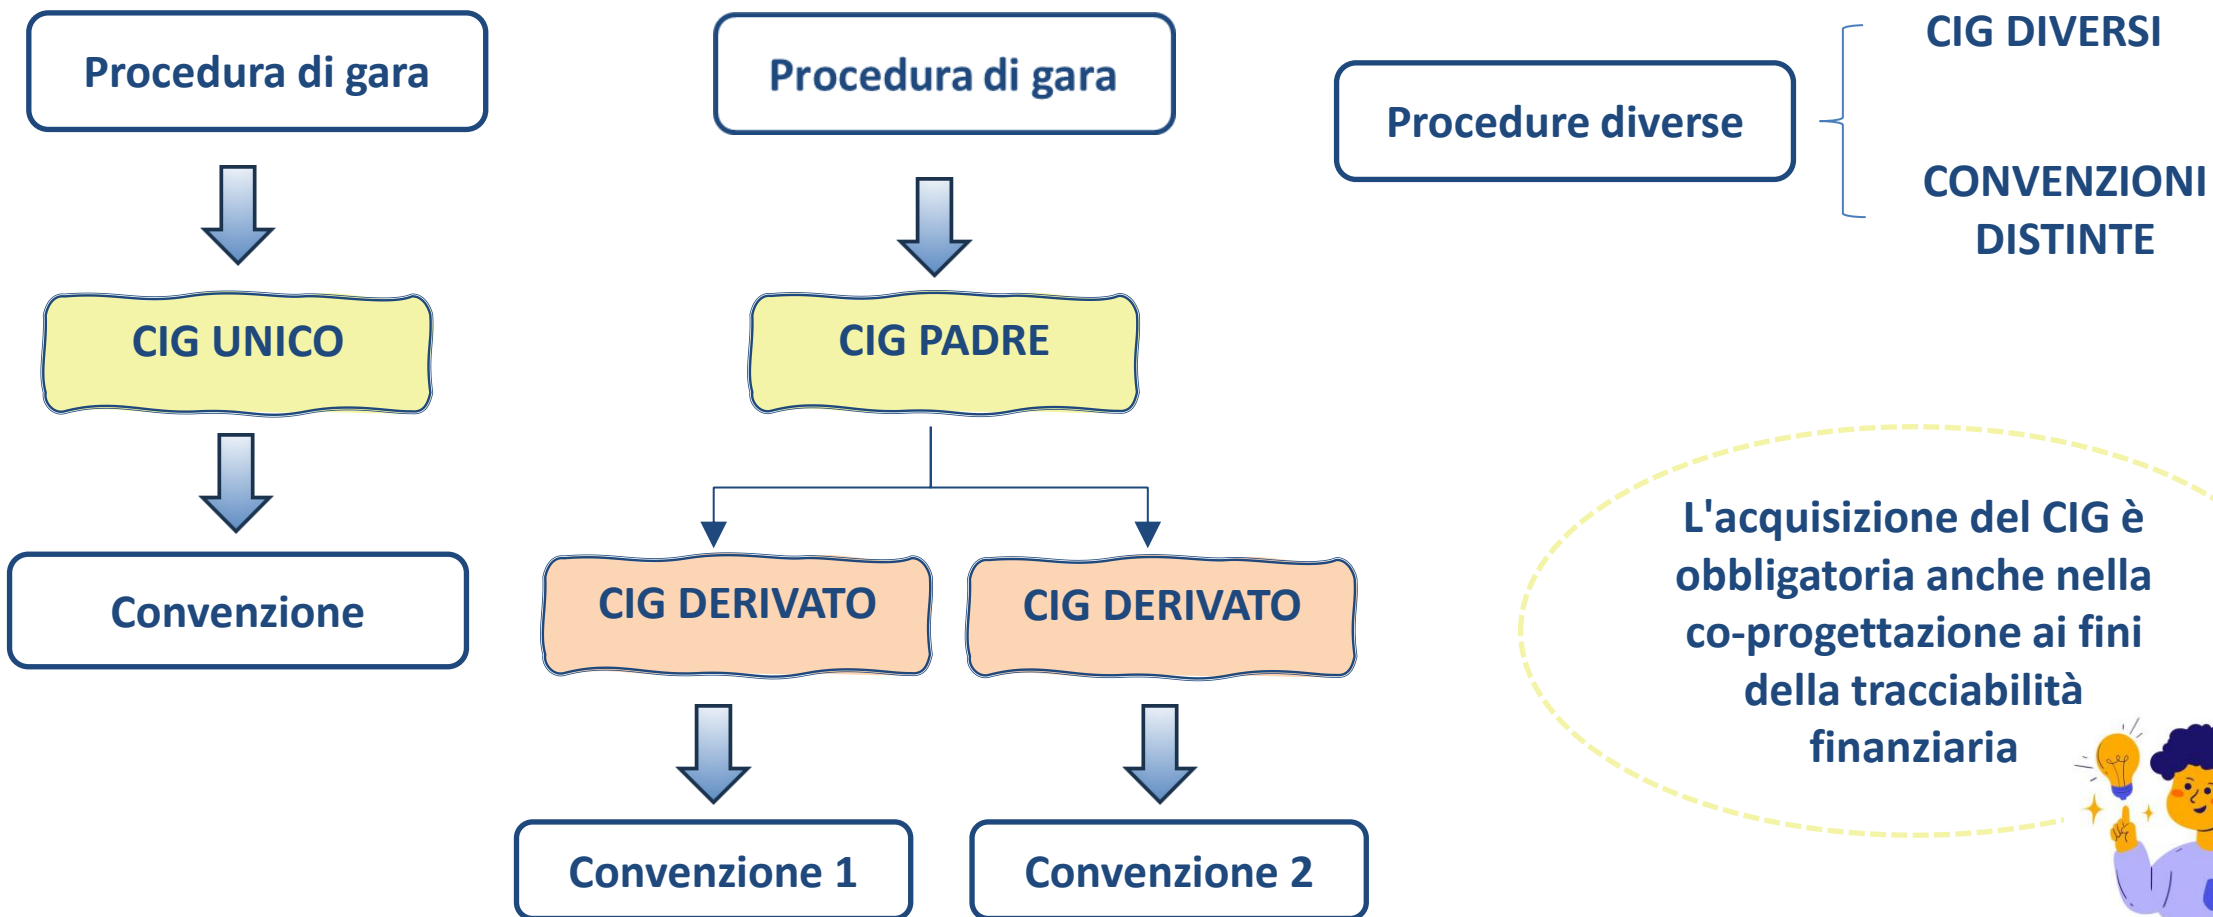 Procedura di gara
CIG UNICO
Convenzione
Procedura di gara
CIG PADRE
CIG DERIVATO
CIG DERIVATO
Convenzione 1
Convenzione 2
Procedure diverse
CIG DIVERSI
CONVENZIONI
DISTINTE
L'acquisizione del CIG è
obbligatoria anche nella
co-progettazione ai fini
della tracciabilità
finanziaria